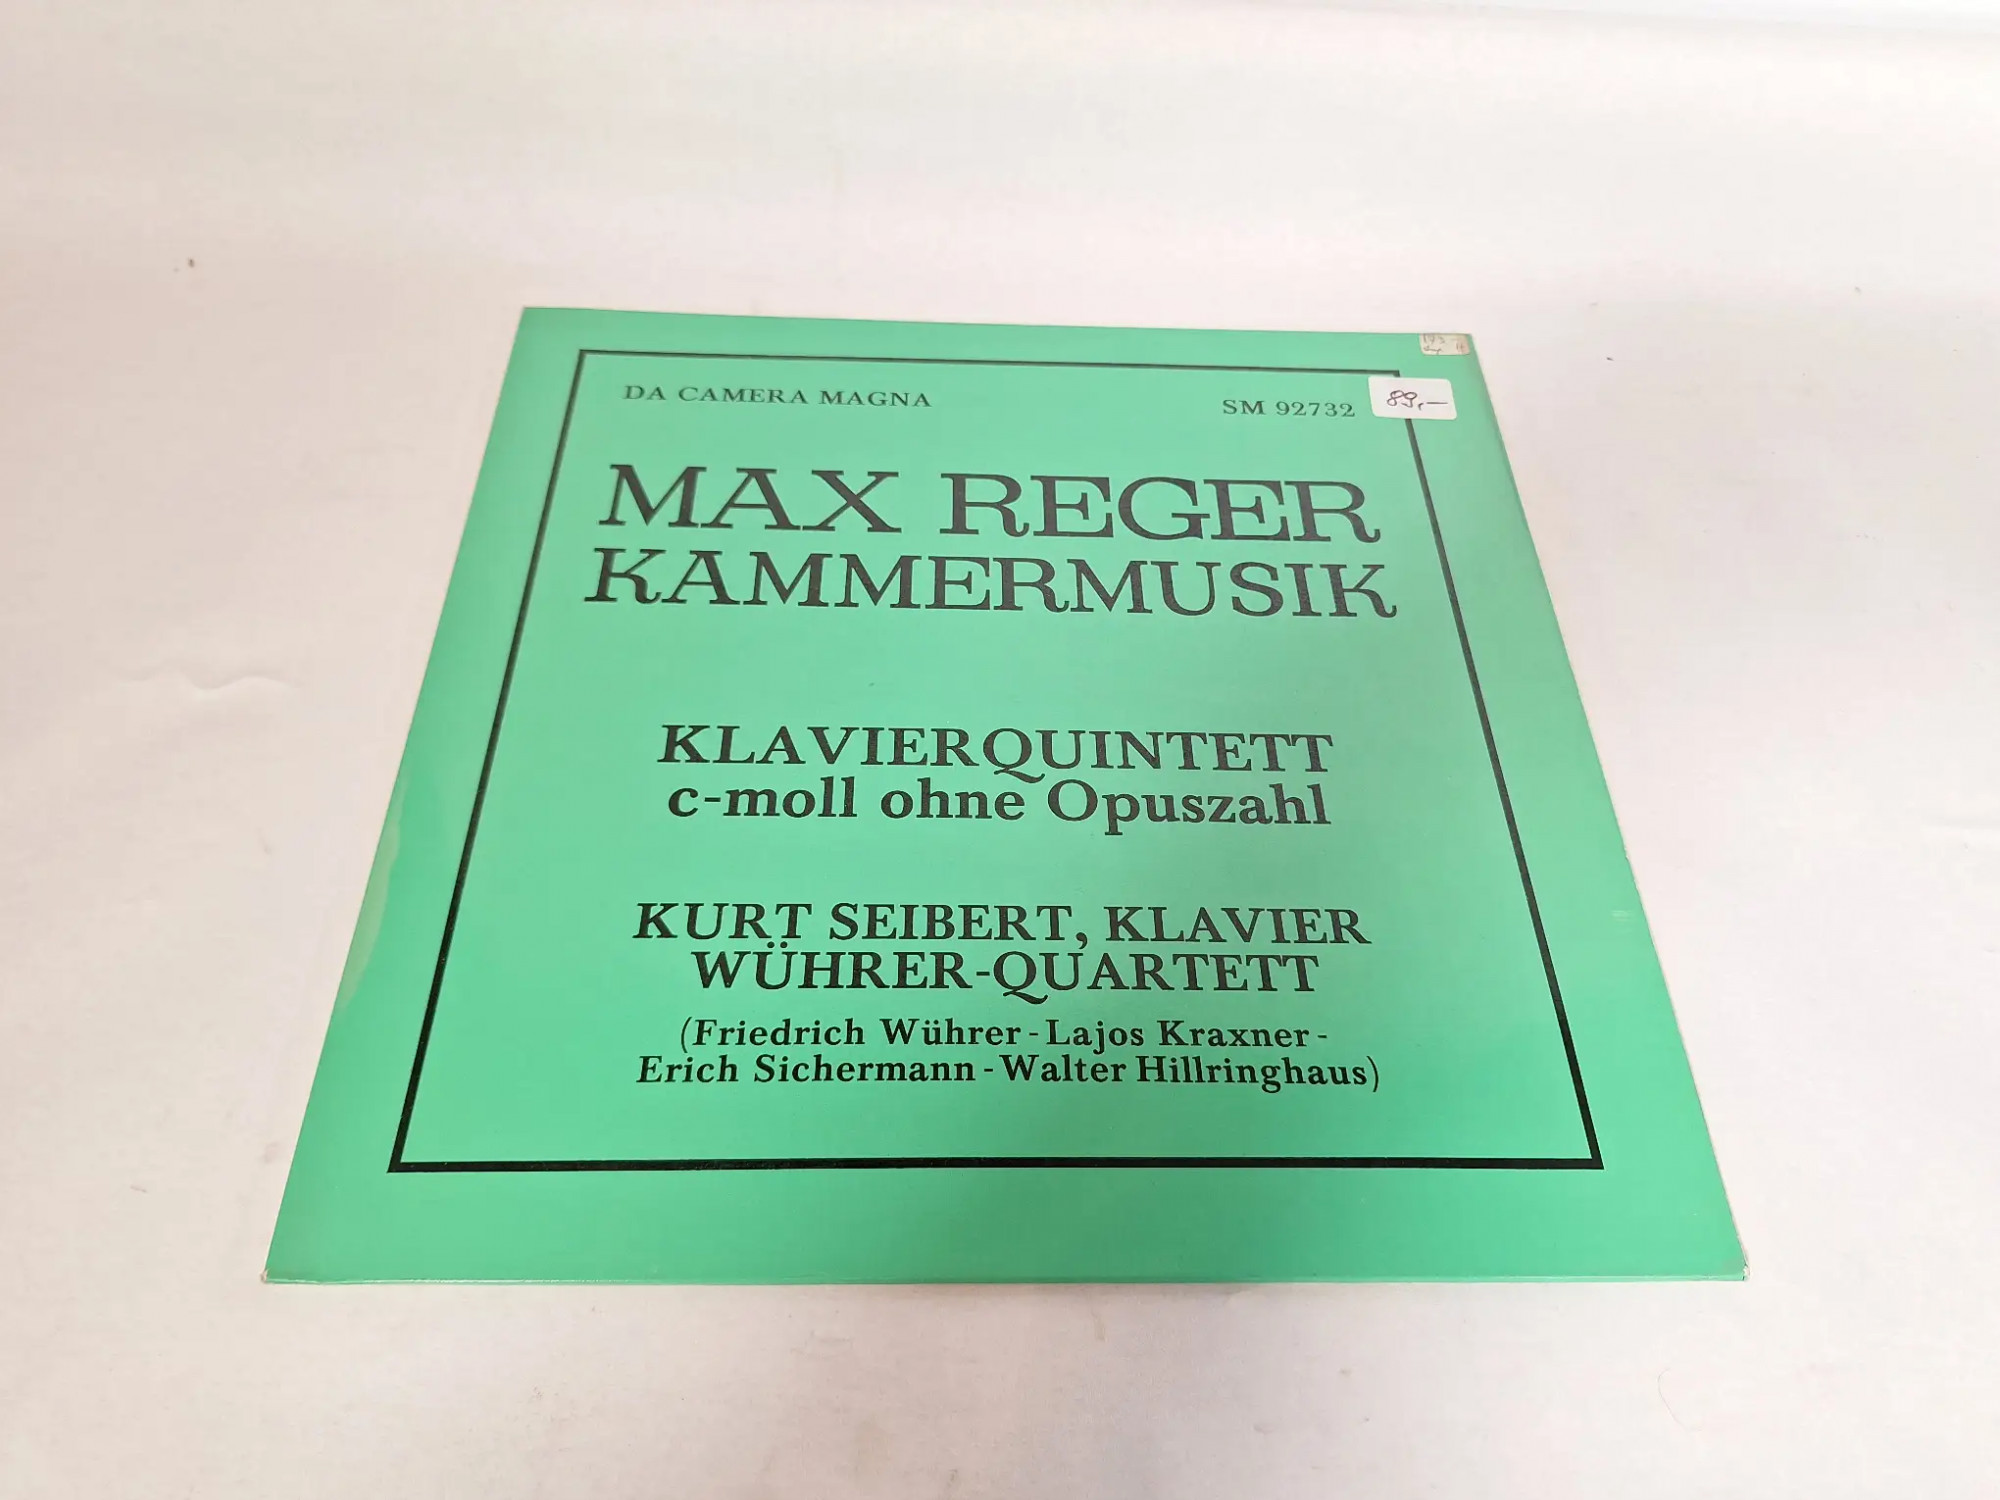 DA CAMERA MAGNA
SM 92732
89,—
MAX REGER
KAMMERMUSIK
KLAVIERQUINTETT
c-moll ohne Opuszahl
KURT SEIBERT, KLAVIER
WÜHRER-QUARTETT
(Friedrich Wührer - Lajos Kraxner -
Erich Sichermann - Walter Hillringhaus)